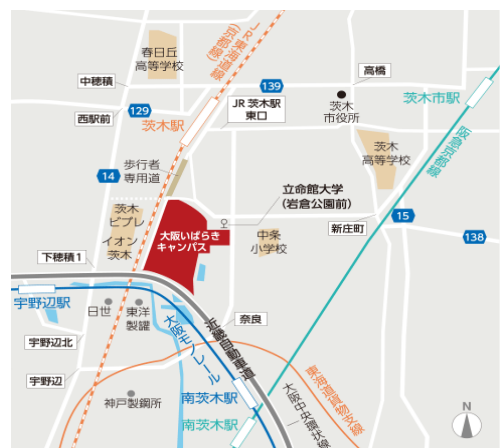 春日丘
高等学校
JR東海道線
(京都線)
中穂積
139
高橋
129
西駅前
茨木駅
JR 茨木駅
東口
茨木
市役所
茨木市駅
阪急京都線
歩行者
専用道
茨木
高等学校
14
立命館大学
(岩倉公園前)
茨木
ビブレ
大阪いばらき
キャンパス
新庄町
15
イオン
茨木
中条
小学校
138
下穂積1
宇野辺駅
日世
東洋
製罐
奈良
近畿自動車道
大阪モノレール
宇野辺北
宇野辺
神戸製鋼所
南茨木駅
南茨木駅
大阪中央環状線
東海道貨物支線
N